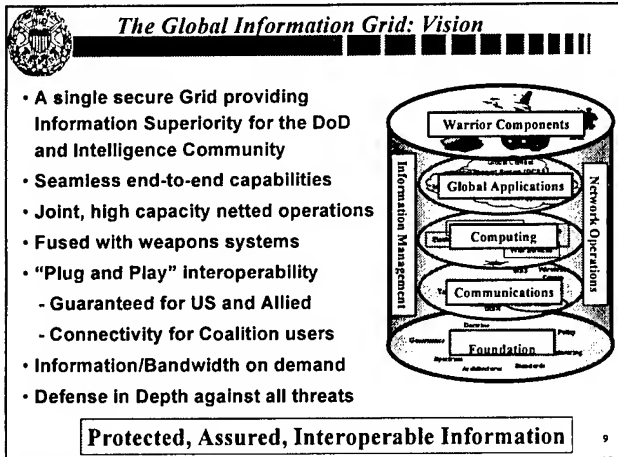 The Global Information Grid: Vision
• A single secure Grid providing
Information Superiority for the DoD
and Intelligence Community
• Seamless end-to-end capabilities
• Joint, high capacity netted operations
• Fused with weapons systems
• "Plug and Play" interoperability
- Guaranteed for US and Allied
- Connectivity for Coalition users
• Information/Bandwidth on demand
• Defense in Depth against all threats
Warrior Components
Information Management
Network Operations
Global Applications
Computing
Communications
Doctrine
Governance
Policy
Foundation
Spectrum
Engineering
Architectures
Standards
Protected, Assured, Interoperable Information
9